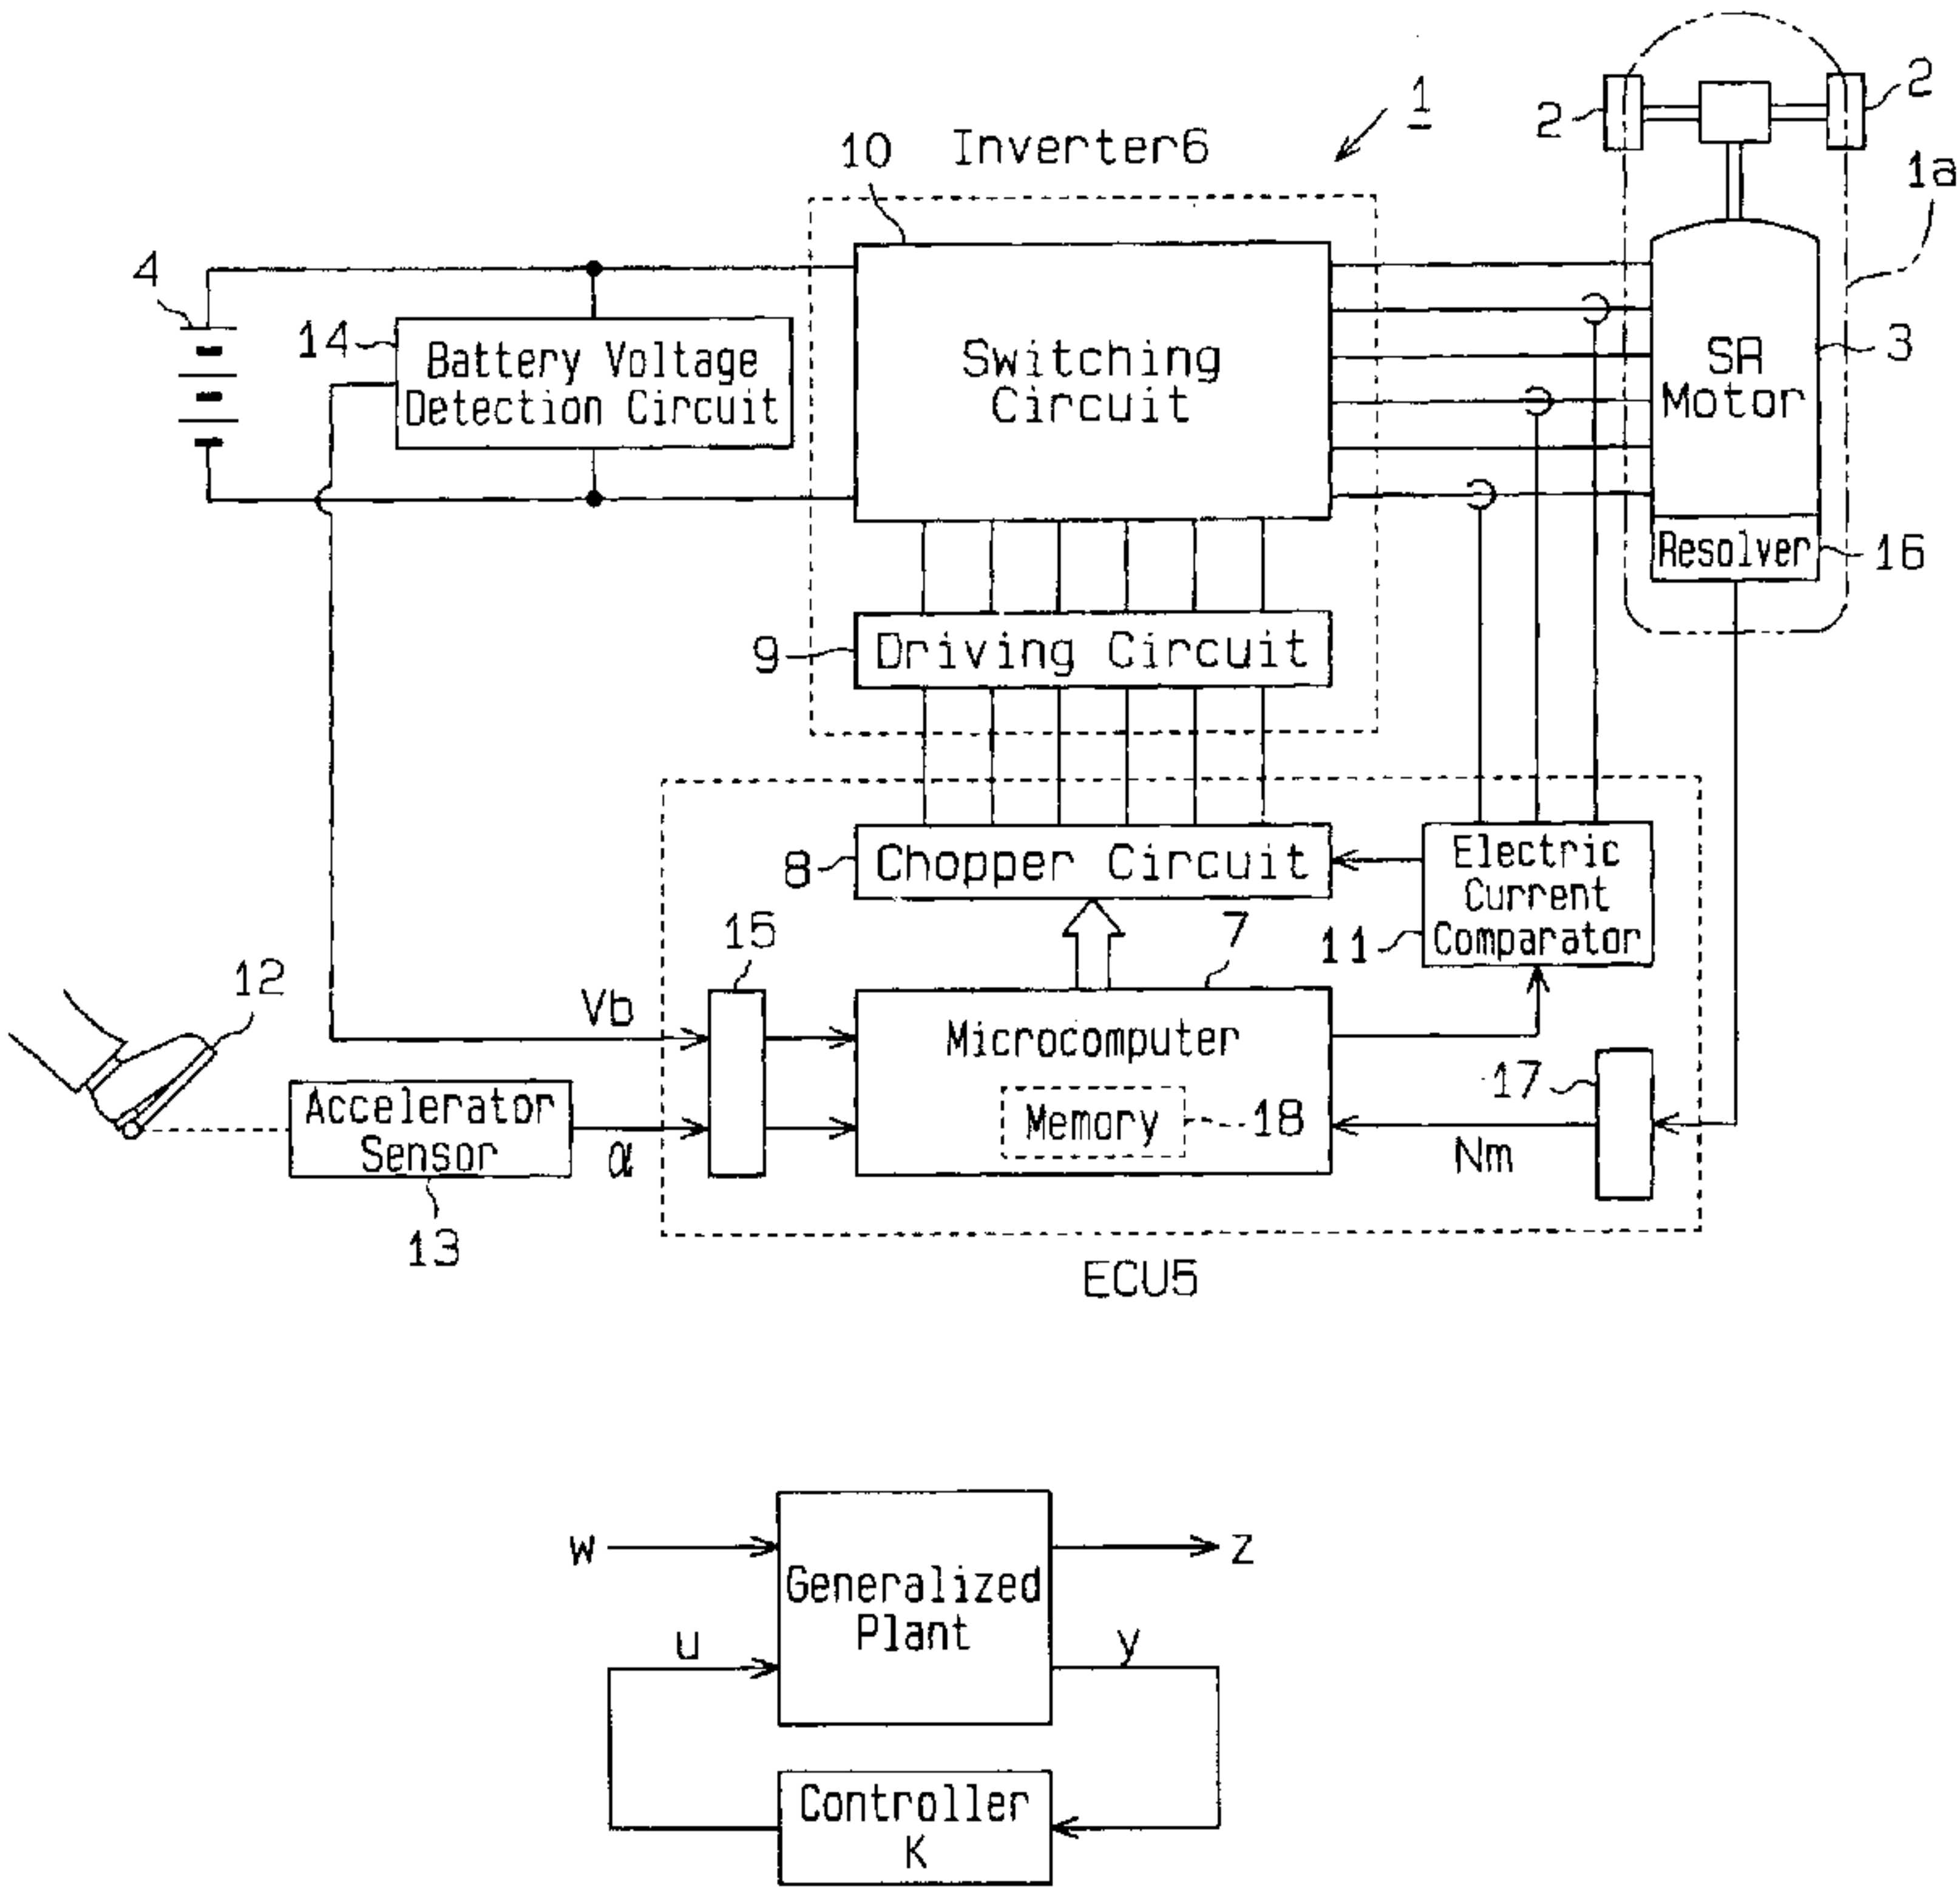 1
2
2
10
Inverter6
1a
4
14
Battery Voltage
Detection Circuit
Switching
Circuit
SR
Motor
3
Resolver
16
9
Driving Circuit
8
Chopper Circuit
Electric
Current
Comparator
11
15
7
12
Vb
Microcomputer
Memory
18
17
Accelerator
Sensor
α
Nm
13
ECU5
w
z
Generalized
Plant
u
y
Controller
K